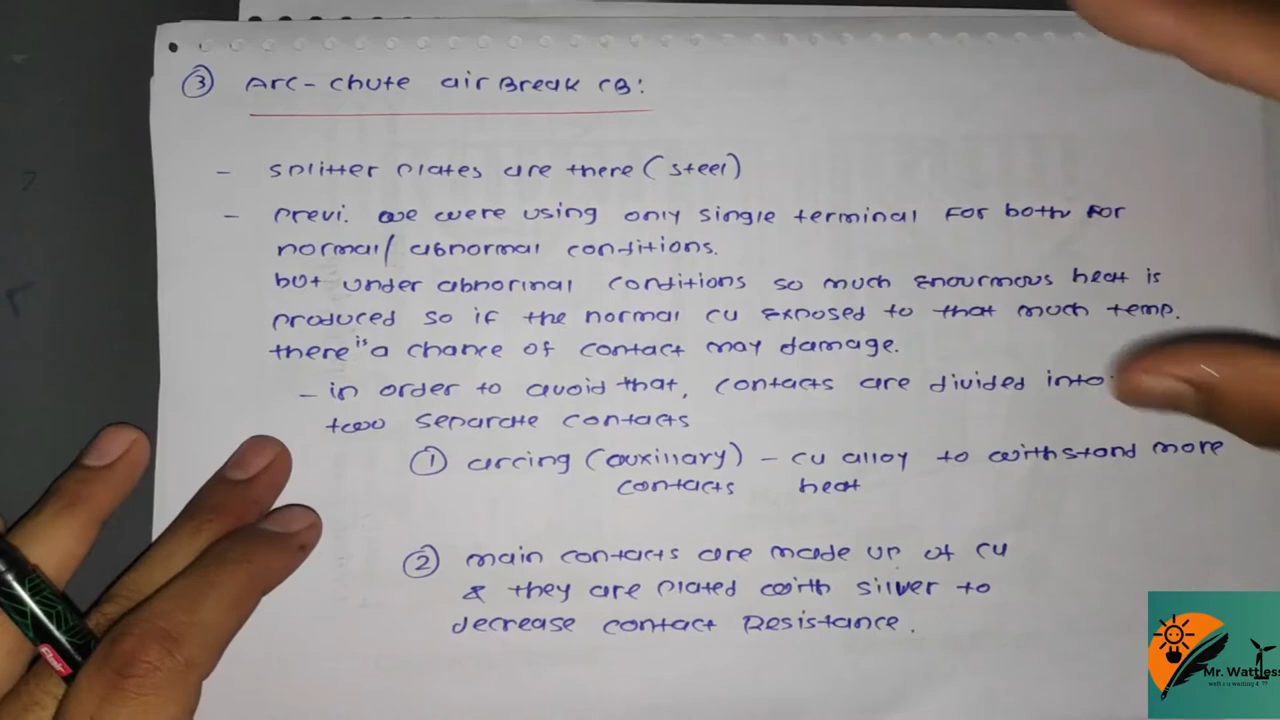 ③ Arc-chute air Break CB:
- splitter plates are there (steel)
- previ. we were using only single terminal for both for
normal/abnormal conditions.
but under abnormal conditions so much enourmous heat is
produced so if the normal cu exposed to that much temp.
there is a chance of contact may damage.
- in order to avoid that, contacts are divided into
two separate contacts
① arcing (auxillary) - cu alloy to withstand more
contacts heat
② main contacts are made up of cu
& they are plated with silver to
decrease contact Resistance.
Flair
Mr. Wattless